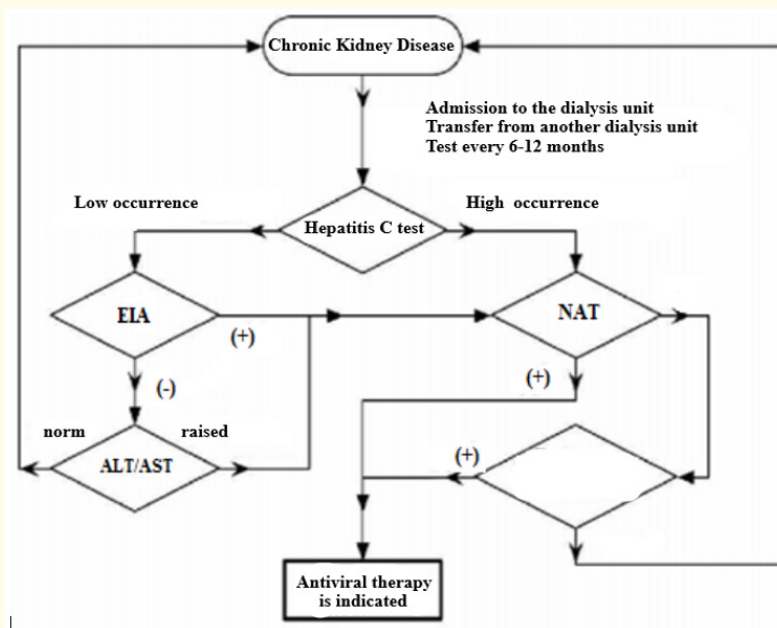 Chronic Kidney Disease
Admission to the dialysis unit
Transfer from another dialysis unit
Test every 6-12 months
Low occurrence
High occurrence
Hepatitis C test
EIA
NAT
(+)
(+)
(-)
norm
raised
(+)
ALT/AST
Antiviral therapy
is indicated